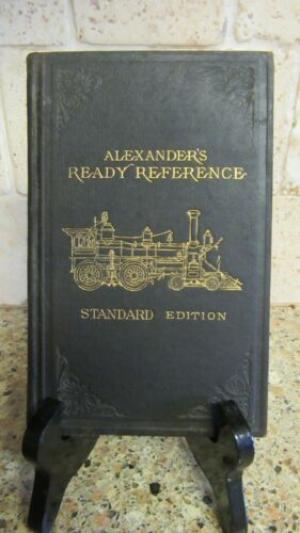 ALEXANDER'S
READY REFERENCE
STANDARD EDITION